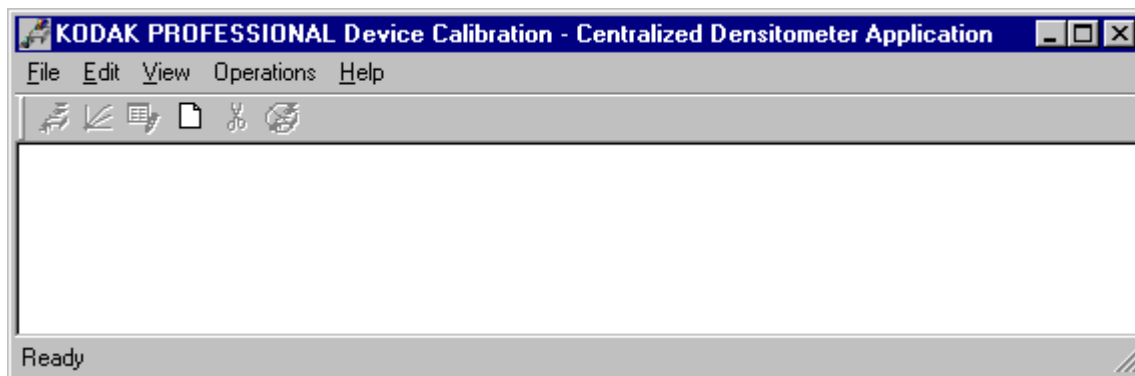 KODAK PROFESSIONAL Device Calibration - Centralized Densitometer Application
File Edit View Operations Help
Ready